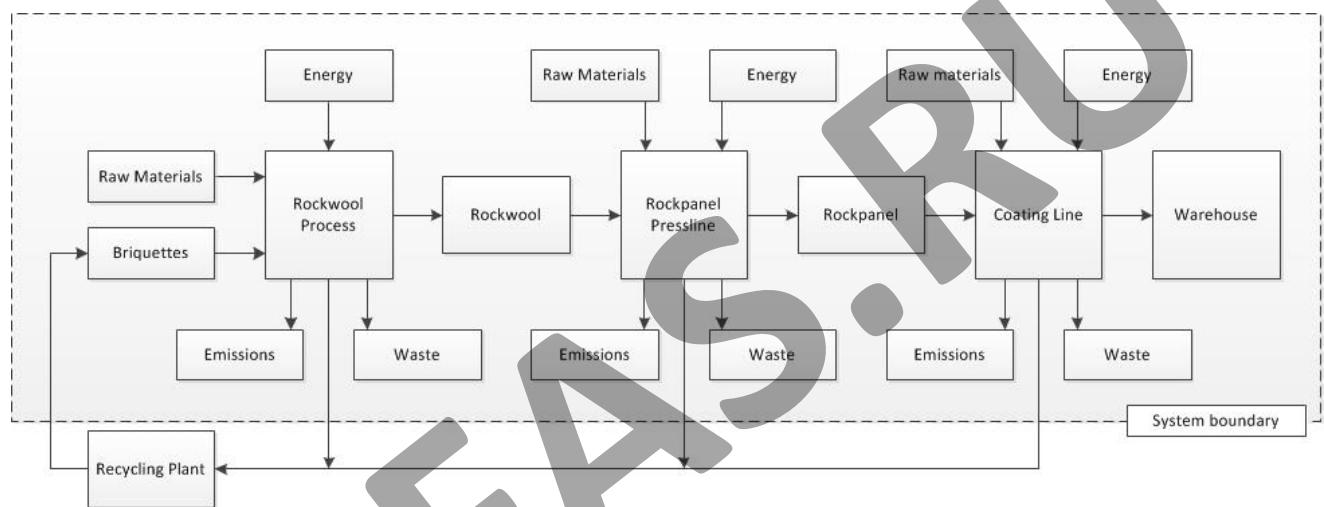 Energy
Raw Materials
Energy
Raw materials
Energy
Raw Materials
Rockwool
Process
Rockwool
Rockpanel
Pressline
Rockpanel
Coating Line
Warehouse
Briquettes
Emissions
Waste
Emissions
Waste
Emissions
Waste
System boundary
Recycling Plant
EAS.RU